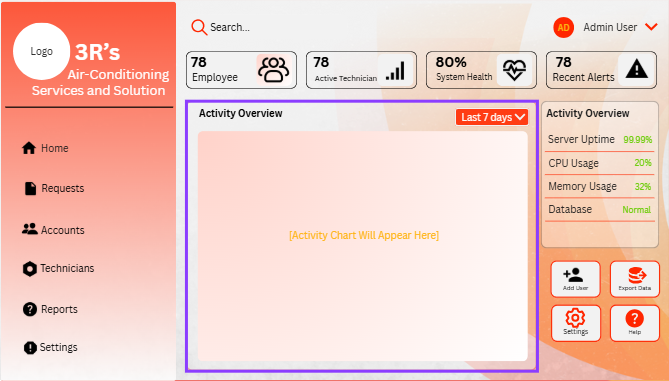 Logo
3R's
Air-Conditioning
Services and Solution
Home
Requests
Accounts
Technicians
Reports
Settings
Search...
AD
Admin User
78
Employee
78
Active Technician
80%
System Health
78
Recent Alerts
Activity Overview
Last 7 days
[Activity Chart Will Appear Here]
Activity Overview
Server Uptime 99.99%
CPU Usage 20%
Memory Usage 32%
Database Normal
Add User
Export Data
Settings
Help